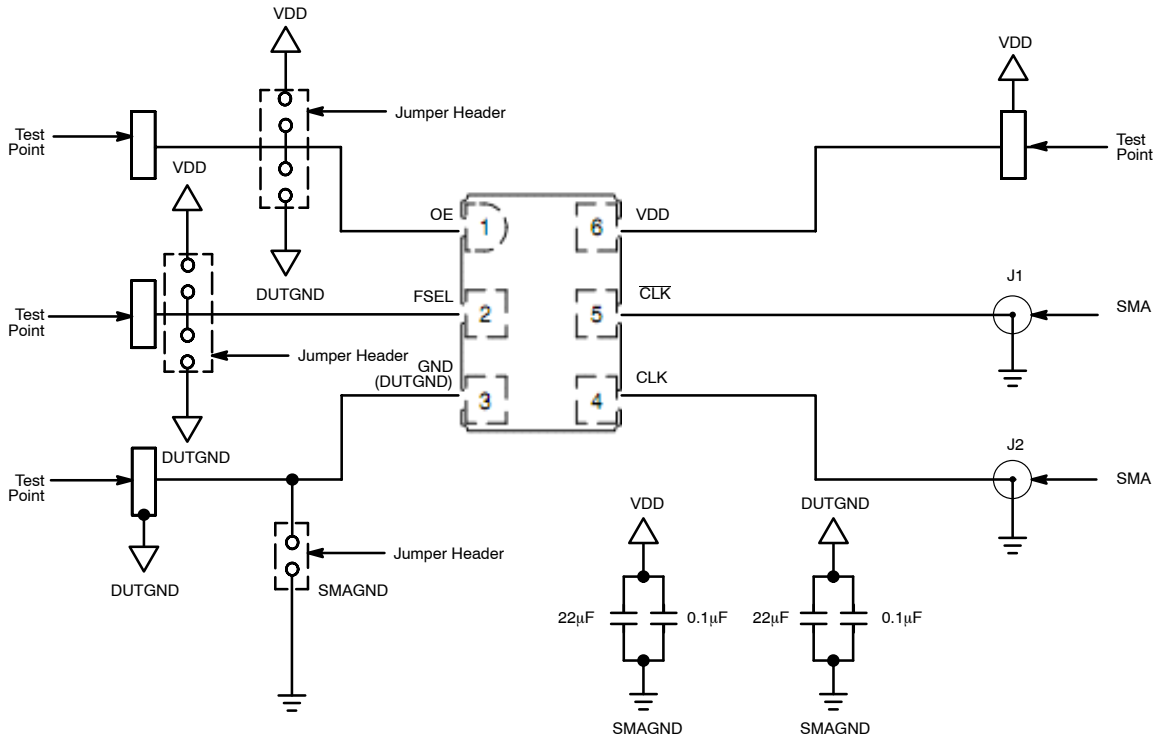 VDD
Jumper Header
Test
Point
VDD
DUTGND
OE
1
6
VDD
VDD
Test
Point
Test
Point
FSEL
2
5
C̅L̅K̅
J1
SMA
Jumper Header
GND
(DUTGND)
3
4
CLK
DUTGND
Test
Point
J2
SMA
Jumper Header
DUTGND
SMAGND
VDD
22μF
0.1μF
SMAGND
DUTGND
22μF
0.1μF
SMAGND